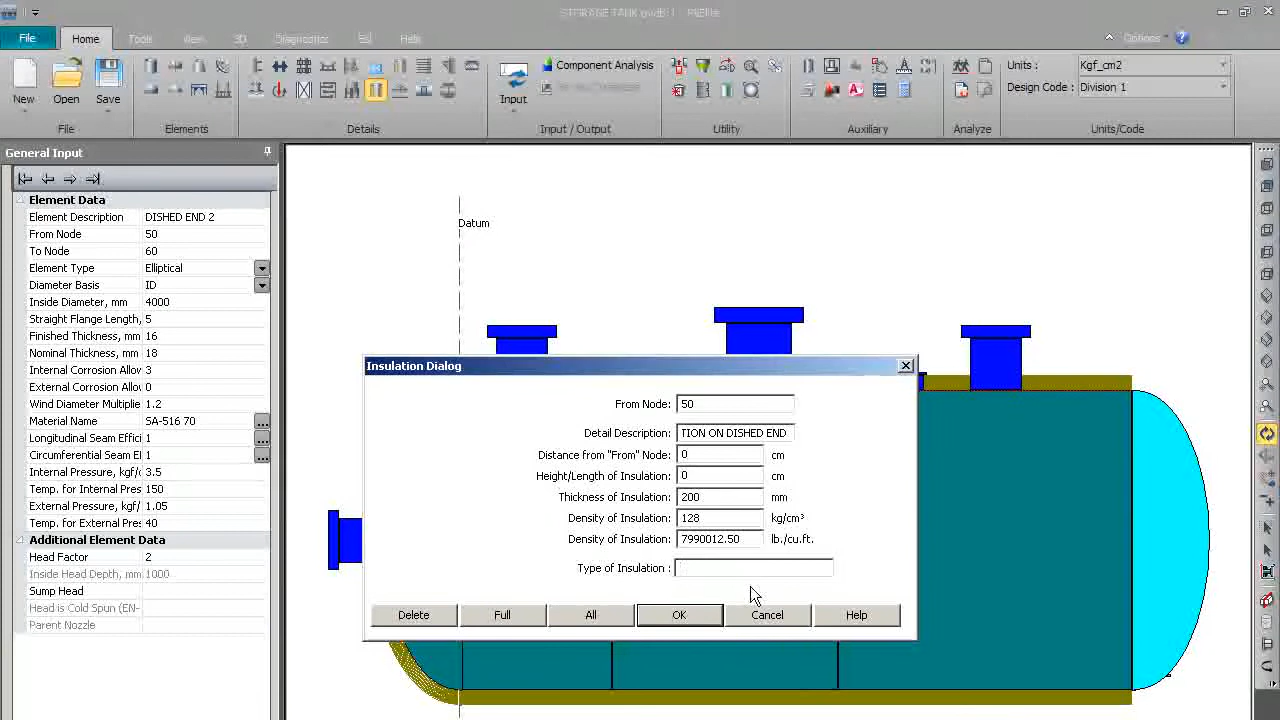 File Home Tools View 3D Diagnostics Help
Options
New Open Save Input Component Analysis
Units : Kgf_cm2
Design Code : Division 1
File Elements Details Input / Output Utility Auxiliary Analyze Units/Code
General Input
Element Data
Element Description DISHED END 2
From Node 50
To Node 60
Element Type Elliptical
Diameter Basis ID
Inside Diameter, mm 4000
Straight Flange Length, 5
Finished Thickness, mm 16
Nominal Thickness, mm 18
Internal Corrosion Allow 3
External Corrosion Allow 0
Wind Diameter Multiplie 1.2
Material Name SA-516 70
Longitudinal Seam Effici 1
Circumferential Seam E 1
Internal Pressure, kgf/ 3.5
Temp. for Internal Pres 150
External Pressure, kgf/ 1.05
Temp. for External Pre: 40
Additional Element Data
Head Factor 2
Inside Head Depth, mm 1000
Sump Head
Head is Cold Spun (EN-
Parent Nozzle
Datum
Insulation Dialog
From Node: 50
Detail Description: TION ON DISHED END
Distance from "From" Node: 0 cm
Height/Length of Insulation: 0 cm
Thickness of Insulation: 200 mm
Density of Insulation: 128 kg/cm³
Density of Insulation: 7990012.50 lb./cu.ft.
Type of Insulation :
Delete Full All OK Cancel Help